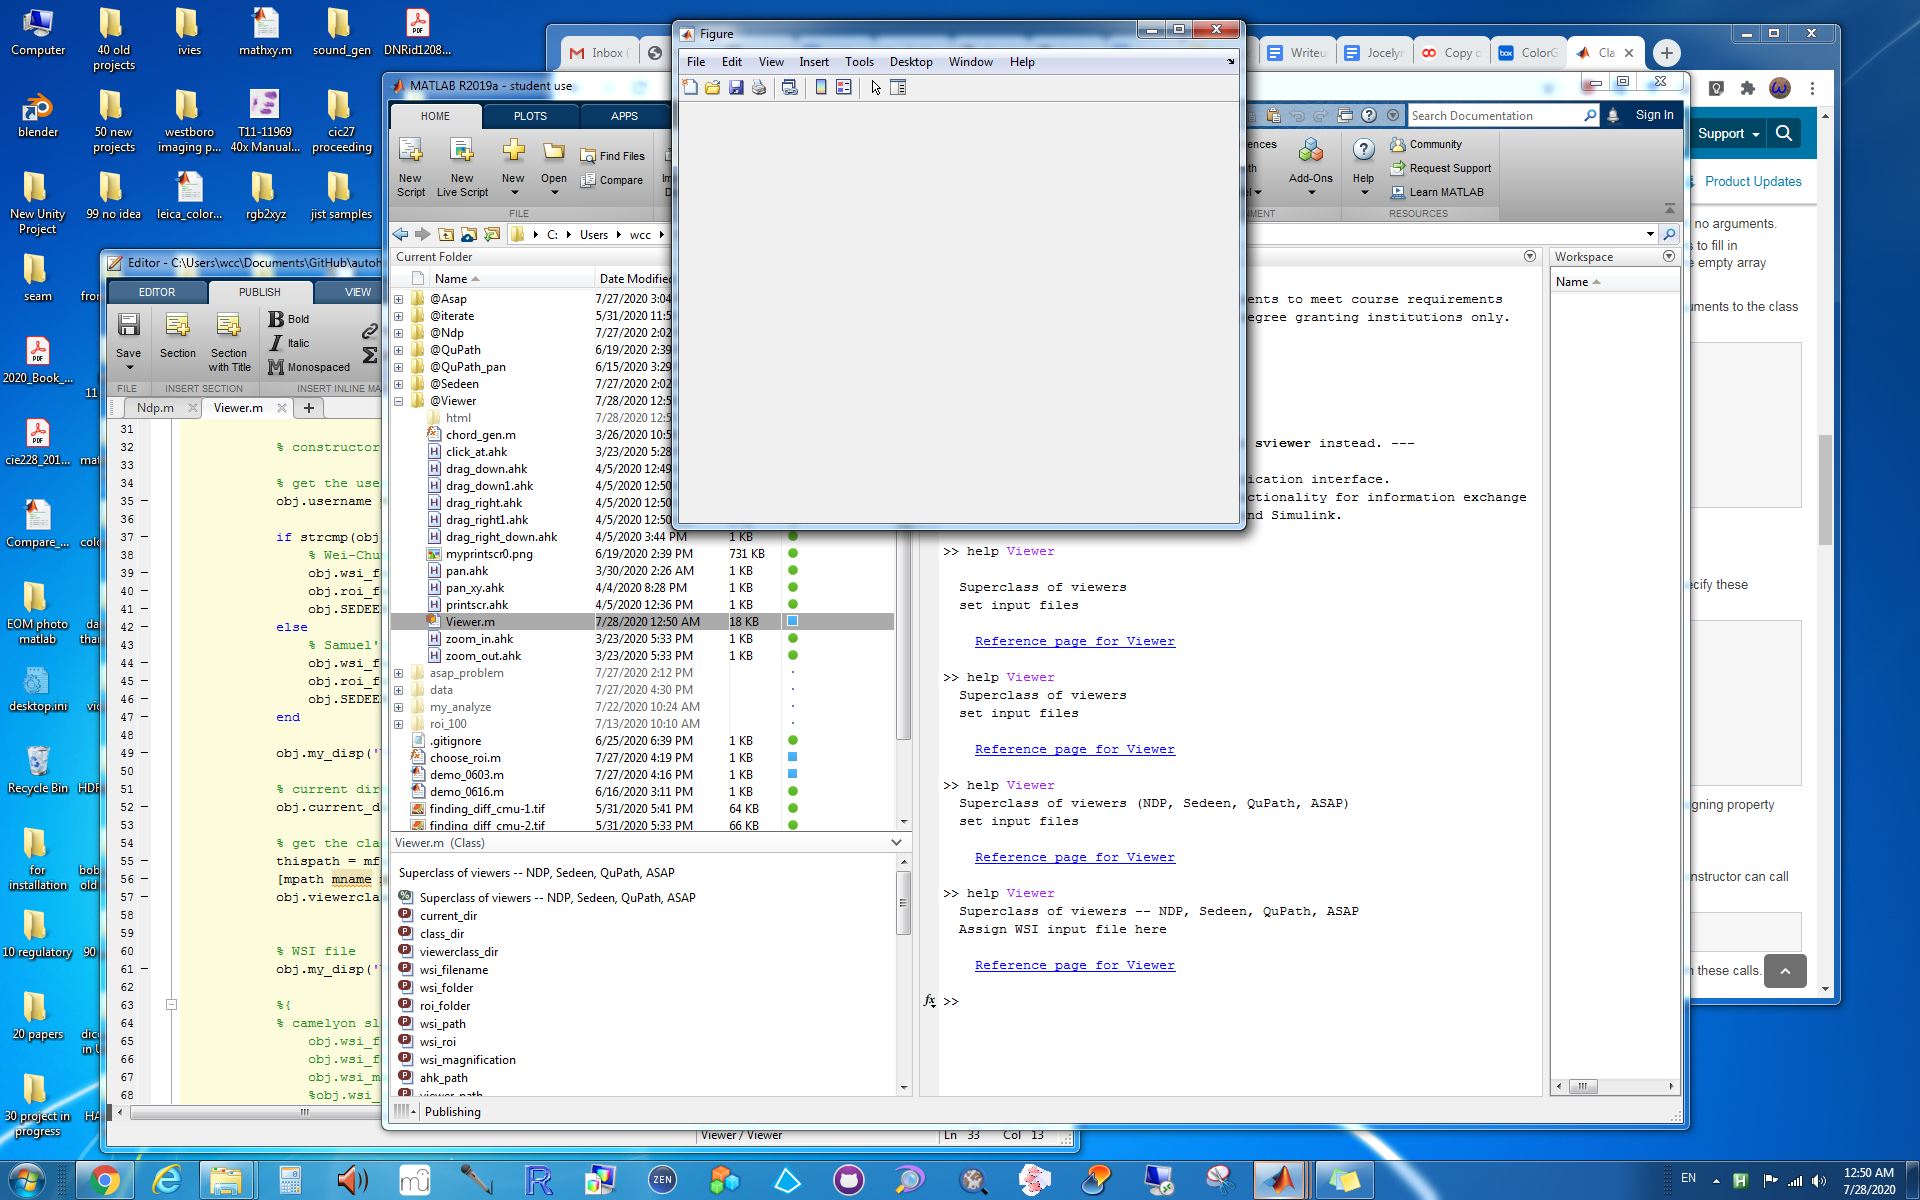 Computer
40 old projects
ivies
mathxy.m
sound_gen
DNRid1208...
blender
50 new projects
westboro imaging p...
T11-11969 40x Manual...
cic27 proceeding
New Unity Project
99 no idea
leica_color...
rgb2xyz
jist samples
seam
2020_Book_...
cie228_201...
Compare_...
EOM photo matlab
desktop.ini
Recycle Bin
for installation
10 regulatory
20 papers
30 project in progress
Inbox (
Writeu
Jocelyn
Copy c
ColorG
Cla
Support
Product Updates
no arguments.
s to fill in
e empty array
uments to the class
ecify these
gning property
nstructor can call
n these calls.
Figure
File Edit View Insert Tools Desktop Window Help
MATLAB R2019a - student use
HOME PLOTS APPS
Search Documentation
Sign In
New Script
New Live Script
New
Open
Find Files
Compare
FILE
Add-Ons
Help
Community
Request Support
Learn MATLAB
RESOURCES
C: Users wcc
Current Folder
Name Date Modified
@Asap 7/27/2020 3:04
@iterate 5/31/2020 11:5
@Ndp 7/27/2020 2:02
@QuPath 6/19/2020 2:39
@QuPath_pan 6/15/2020 3:29
@Sedeen 7/27/2020 2:02
@Viewer 7/28/2020 12:5
html 7/28/2020 12:5
chord_gen.m 3/26/2020 10:5
click_at.ahk 3/23/2020 5:28
drag_down.ahk 4/5/2020 12:49
drag_down1.ahk 4/5/2020 12:50
drag_right.ahk 4/5/2020 12:50
drag_right1.ahk 4/5/2020 12:50
drag_right_down.ahk 4/5/2020 3:44 PM 1 KB
myprintscr0.png 6/19/2020 2:39 PM 731 KB
pan.ahk 3/30/2020 2:26 AM 1 KB
pan_xy.ahk 4/4/2020 8:28 PM 1 KB
printscr.ahk 4/5/2020 12:36 PM 1 KB
Viewer.m 7/28/2020 12:50 AM 18 KB
zoom_in.ahk 3/23/2020 5:33 PM 1 KB
zoom_out.ahk 3/23/2020 5:33 PM 1 KB
asap_problem 7/27/2020 2:12 PM
data 7/27/2020 4:30 PM
my_analyze 7/22/2020 10:24 AM
roi_100 7/13/2020 10:10 AM
.gitignore 6/25/2020 6:39 PM 1 KB
choose_roi.m 7/27/2020 4:19 PM 1 KB
demo_0603.m 7/27/2020 4:16 PM 1 KB
demo_0616.m 6/16/2020 3:11 PM 1 KB
finding_diff_cmu-1.tif 5/31/2020 5:41 PM 64 KB
finding_diff_cmu-2.tif 5/31/2020 5:33 PM 66 KB
Viewer.m (Class)
Superclass of viewers -- NDP, Sedeen, QuPath, ASAP
Superclass of viewers -- NDP, Sedeen, QuPath, ASAP
current_dir
class_dir
viewerclass_dir
wsi_filename
wsi_folder
roi_folder
wsi_path
wsi_roi
wsi_magnification
ahk_path
viewer_path
Publishing
ents to meet course requirements
egree granting institutions only.
sviewer instead. ---
ication interface.
ctionality for information exchange
nd Simulink.
>> help Viewer
Superclass of viewers
set input files
Reference page for Viewer
>> help Viewer
Superclass of viewers
set input files
Reference page for Viewer
>> help Viewer
Superclass of viewers (NDP, Sedeen, QuPath, ASAP)
set input files
Reference page for Viewer
>> help Viewer
Superclass of viewers -- NDP, Sedeen, QuPath, ASAP
Assign WSI input file here
Reference page for Viewer
fx >>
Workspace
Name
Editor - C:\Users\wcc\Documents\GitHub\autoh
EDITOR PUBLISH VIEW
Save
Section
Section with Title
Bold
Italic
Monospaced
FILE INSERT SECTION INSERT INLINE MA
Ndp.m Viewer.m
31
32 % constructor
33
34 % get the use
35 obj.username
36
37 if strcmp(obj
38 % Wei-Chu
39 obj.wsi_f
40 obj.roi_f
41 obj.SEDEE
42 else
43 % Samuel'
44 obj.wsi_f
45 obj.roi_f
46 obj.SEDEE
47 end
48
49 obj.my_disp('
50
51 % current dir
52 obj.current_d
53
54 % get the cla
55 thispath = mf
56 [mpath mname
57 obj.viewercla
58
59
60 % WSI file
61 obj.my_disp('
62
63 %{
64 % camelyon sl
65 obj.wsi_f
66 obj.wsi_f
67 obj.wsi_m
68 %obj.wsi_
Viewer / Viewer Ln 33 Col 13
ZEN
EN
12:50 AM
7/28/2020